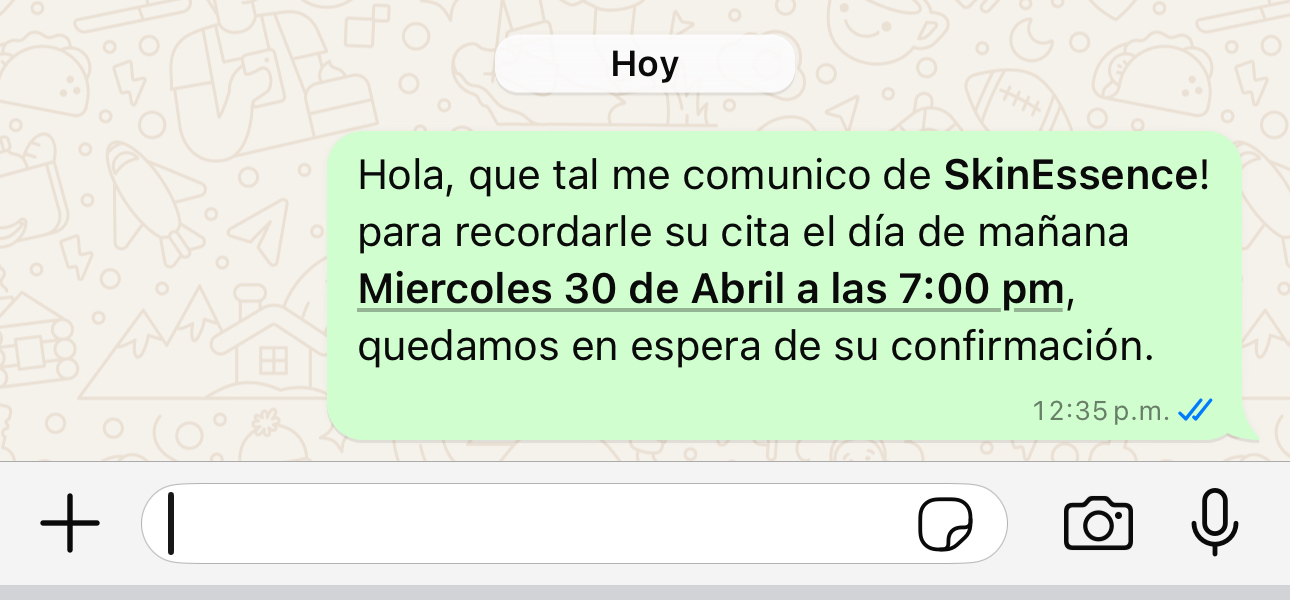 Hoy
Hola, que tal me comunico de SkinEssence!
para recordarle su cita el día de mañana
Miercoles 30 de Abril a las 7:00 pm,
quedamos en espera de su confirmación.
12:35 p.m.